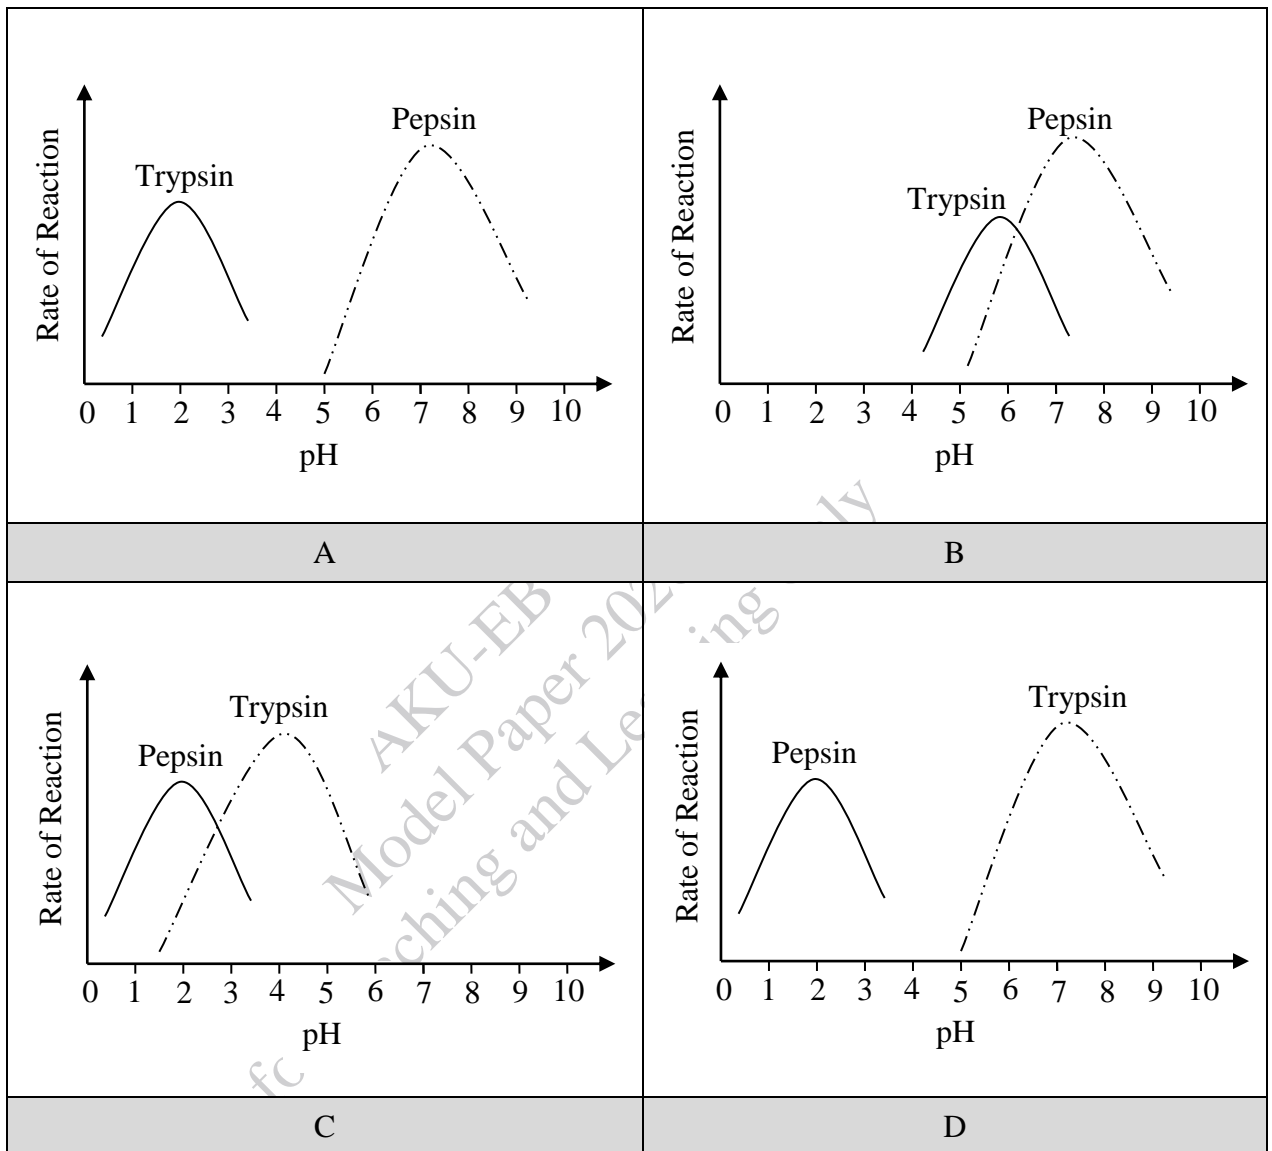 Pepsin
Trypsin
Rate of Reaction
0 1 2 3 4 5 6 7 8 9 10
pH
A
Pepsin
Trypsin
Rate of Reaction
0 1 2 3 4 5 6 7 8 9 10
pH
B
Trypsin
Pepsin
Rate of Reaction
0 1 2 3 4 5 6 7 8 9 10
pH
C
Trypsin
Pepsin
Rate of Reaction
0 1 2 3 4 5 6 7 8 9 10
pH
D
AKU-EB
Model Paper
and